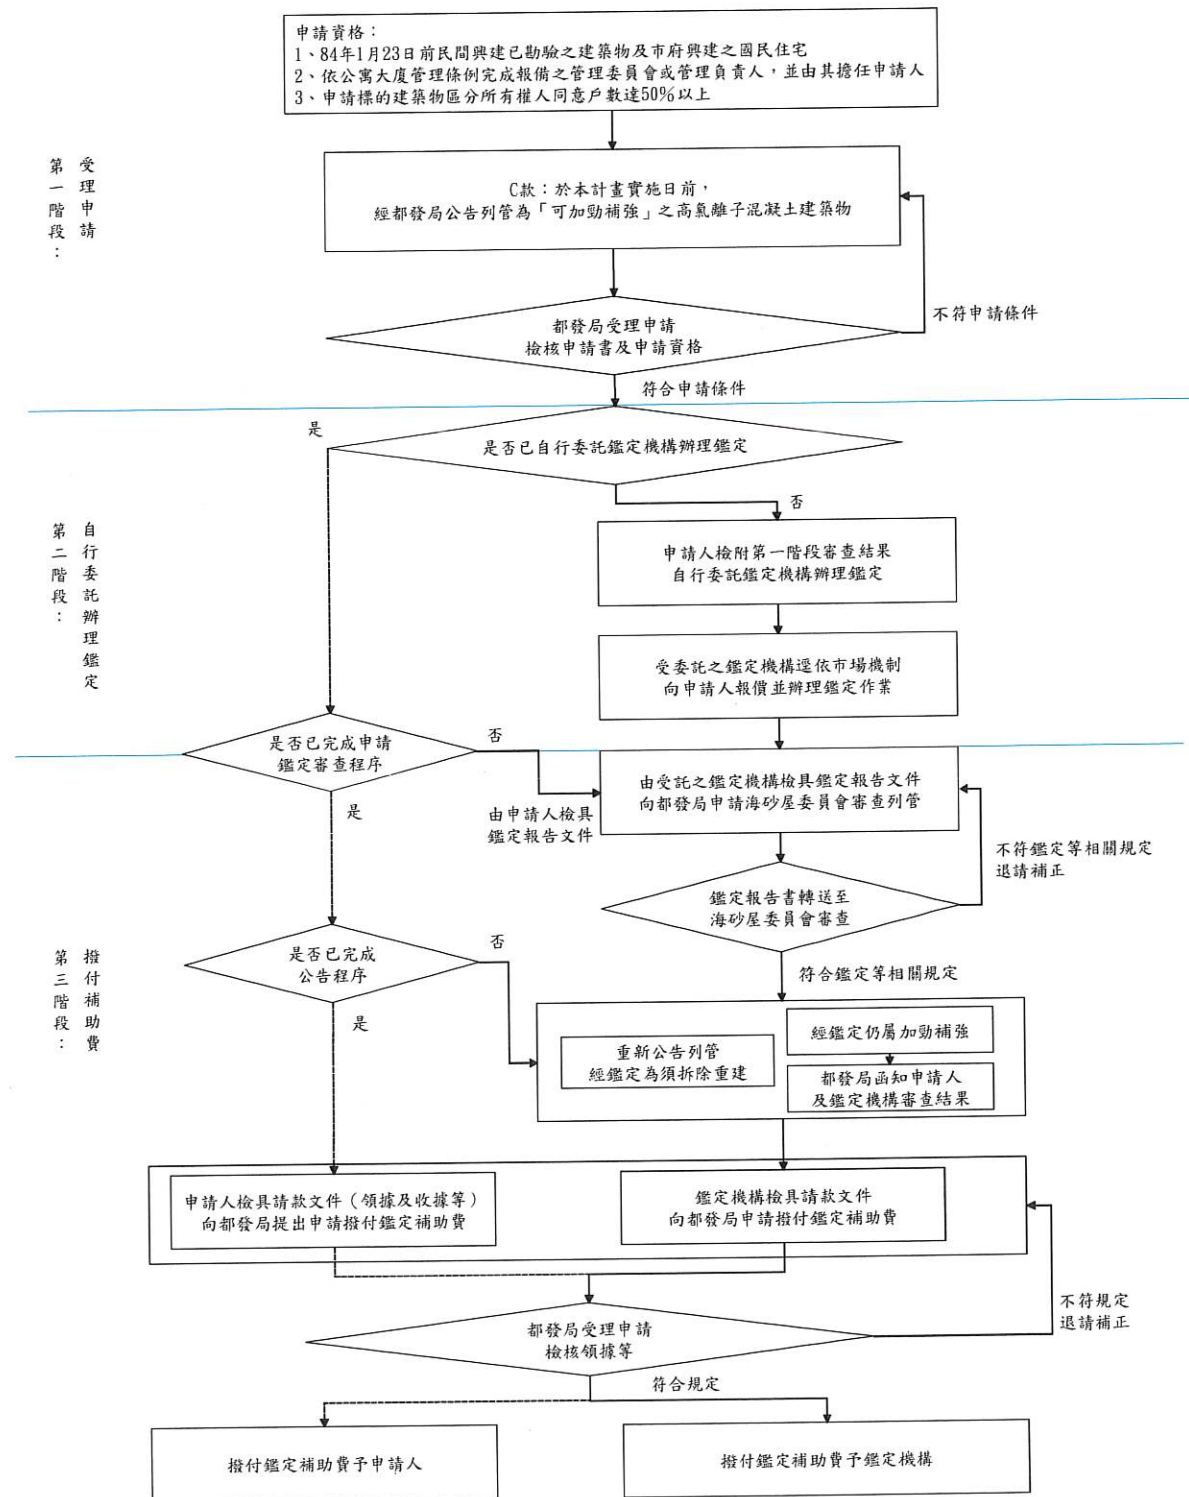 申請資格：
1、84年1月23日前民間興建已勘驗之建築物及市府興建之國民住宅
2、依公寓大廈管理條例完成報備之管理委員會或管理負責人，並由其擔任申請人
3、申請標的建築物區分所有權人同意戶數達50%以上
第一階段：
受理申請
C款：於本計畫實施日前，
經都發局公告列管為「可加勁補強」之高氯離子混凝土建築物
不符申請條件
都發局受理申請
檢核申請書及申請資格
符合申請條件
是
是否已自行委託鑑定機構辦理鑑定
否
第二階段：
自行委託辦理鑑定
申請人檢附第一階段審查結果
自行委託鑑定機構辦理鑑定
受委託之鑑定機構逕依市場機制
向申請人報價並辦理鑑定作業
是否已完成申請
鑑定審查程序
否
是
由申請人檢具
鑑定報告文件
由受託之鑑定機構檢具鑑定報告文件
向都發局申請海砂屋委員會審查列管
不符鑑定等相關規定
退請補正
鑑定報告書轉送至
海砂屋委員會審查
第三階段：
撥付補助費
是否已完成
公告程序
否
是
符合鑑定等相關規定
重新公告列管
經鑑定為須拆除重建
經鑑定仍屬加勁補強
都發局函知申請人
及鑑定機構審查結果
申請人檢具請款文件（領據及收據等）
向都發局提出申請撥付鑑定補助費
鑑定機構檢具請款文件
向都發局申請撥付鑑定補助費
不符規定
退請補正
都發局受理申請
檢核領據等
符合規定
撥付鑑定補助費予申請人
撥付鑑定補助費予鑑定機構